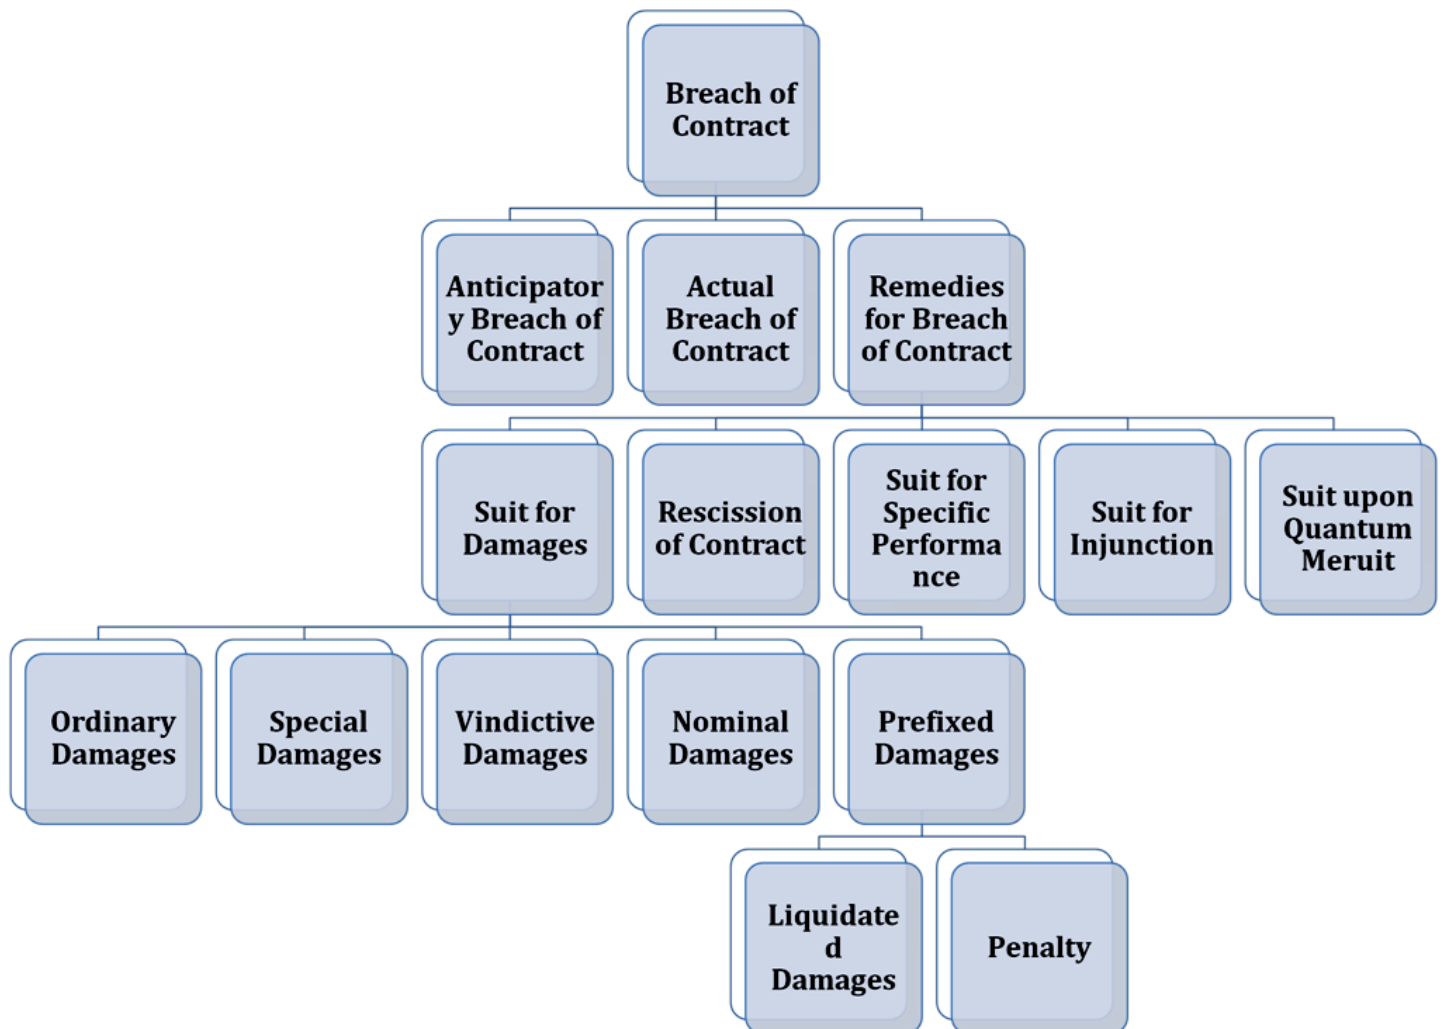 Breach of
Contract
Anticipator
y Breach of
Contract
Actual
Breach of
Contract
Remedies
for Breach
of Contract
Suit for
Damages
Rescission
of Contract
Suit for
Specific
Performa
nce
Suit for
Injunction
Suit upon
Quantum
Meruit
Ordinary
Damages
Special
Damages
Vindictive
Damages
Nominal
Damages
Prefixed
Damages
Liquidate
d
Damages
Penalty